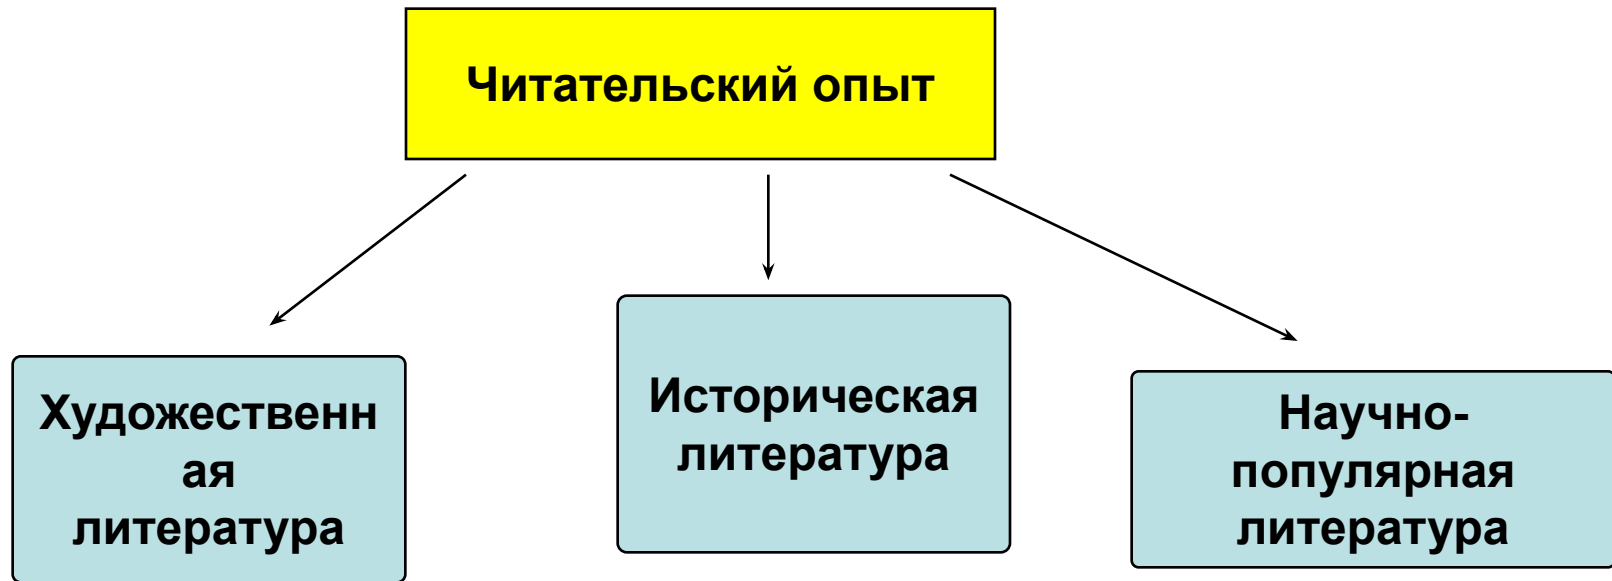 Читательский опыт
Художественн
ая
литература
Историческая
литература
Научно-
популярная
литература